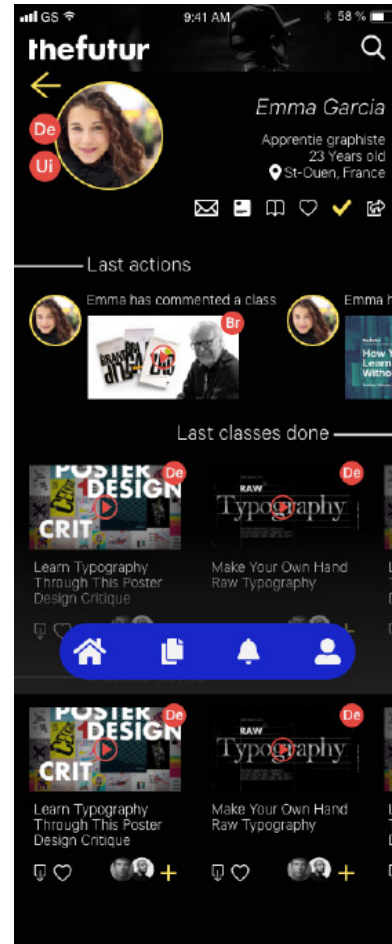 GS 9:41 AM 58 %
thefutur
De
Ui
Emma Garcia
Apprentie graphiste
23 Years old
St-Ouen, France
Last actions
Emma has commented a class
Emma h
Br
How Y
Learn
Witho
Last classes done
De
De
POSTER
DESIGN
CRIT
RAW
Typography
Learn Typography
Through This Poster
Design Critique
Make Your Own Hand
Raw Typography
De
De
POSTER
DESIGN
CRIT
RAW
Typography
Learn Typography
Through This Poster
Design Critique
Make Your Own Hand
Raw Typography